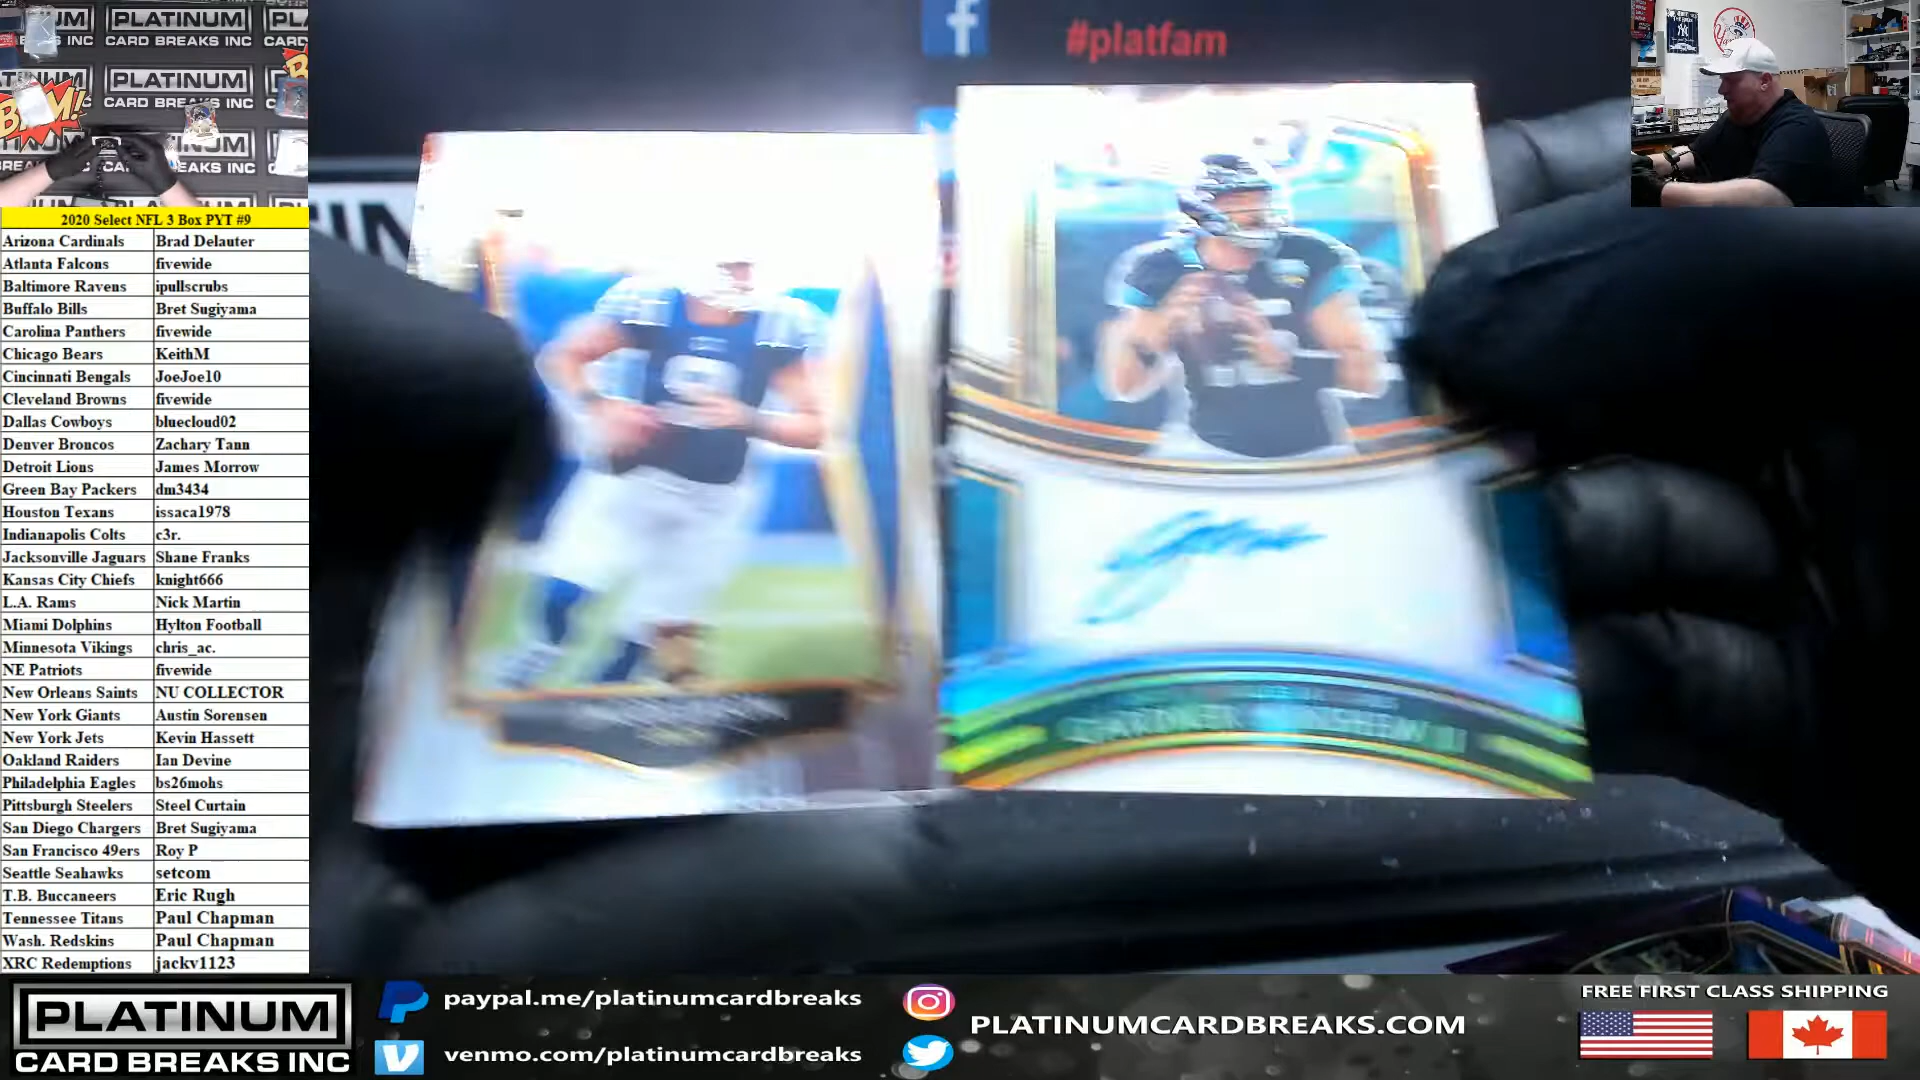 PLATINUM
CARD BREAKS INC
PLATINUM
CARD BREAKS INC
#platfam
2020 Select NFL 3 Box PYT #9
Arizona Cardinals Brad Delauter
Atlanta Falcons fivewide
Baltimore Ravens ipullscrubs
Buffalo Bills Bret Sugiyama
Carolina Panthers fivewide
Chicago Bears KeithM
Cincinnati Bengals JoeJoe10
Cleveland Browns fivewide
Dallas Cowboys bluecloud02
Denver Broncos Zachary Tann
Detroit Lions James Morrow
Green Bay Packers dm3434
Houston Texans issaca1978
Indianapolis Colts c3r.
Jacksonville Jaguars Shane Franks
Kansas City Chiefs knight666
L.A. Rams Nick Martin
Miami Dolphins Hylton Football
Minnesota Vikings chris_ac.
NE Patriots fivewide
New Orleans Saints NU COLLECTOR
New York Giants Austin Sorensen
New York Jets Kevin Hassett
Oakland Raiders Ian Devine
Philadelphia Eagles bs26mohs
Pittsburgh Steelers Steel Curtain
San Diego Chargers Bret Sugiyama
San Francisco 49ers Roy P
Seattle Seahawks setcom
T.B. Buccaneers Eric Rugh
Tennessee Titans Paul Chapman
Wash. Redskins Paul Chapman
XRC Redemptions jackv1123
GARDNER MINSHEW II
PLATINUM
CARD BREAKS INC
paypal.me/platinumcardbreaks
venmo.com/platinumcardbreaks
PLATINUMCARDBREAKS.COM
FREE FIRST CLASS SHIPPING